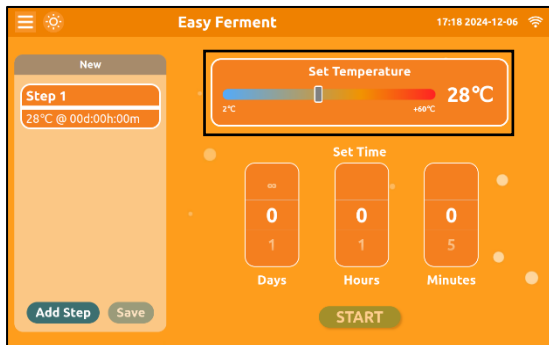 Easy Ferment
17:18 2024-12-06
New
Step 1
28℃ @ 00d:00h:00m
Add Step
Save
Set Temperature
28℃
2℃
+60℃
Set Time
∞
0
0
0
1
1
5
Days
Hours
Minutes
START